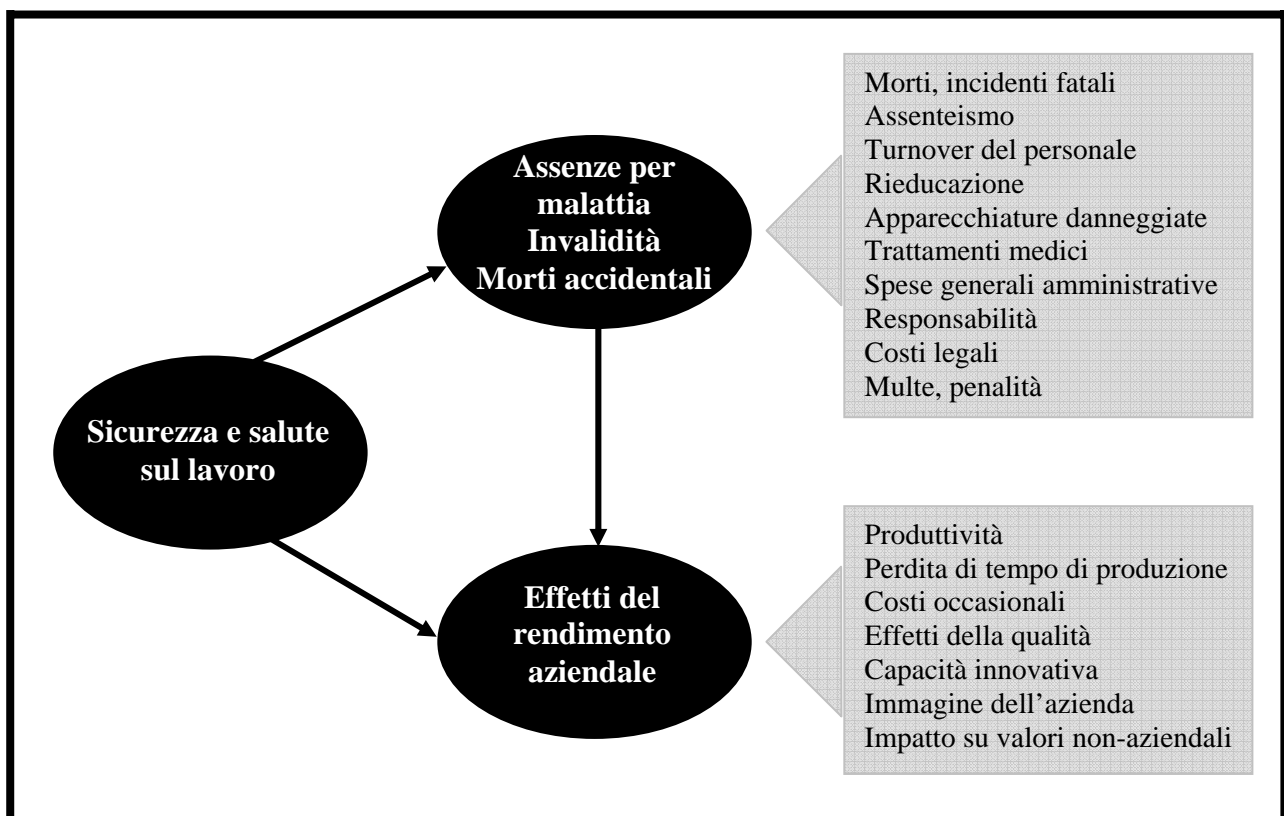 Morti, incidenti fatali
Assenteismo
Turnover del personale
Rieducazione
Apparecchiature danneggiate
Trattamenti medici
Spese generali amministrative
Responsabilità
Costi legali
Multe, penalità
Assenze per
malattia
Invalidità
Morti accidentali
Sicurezza e salute
sul lavoro
Effetti del
rendimento
aziendale
Produttività
Perdita di tempo di produzione
Costi occasionali
Effetti della qualità
Capacità innovativa
Immagine dell’azienda
Impatto su valori non-aziendali